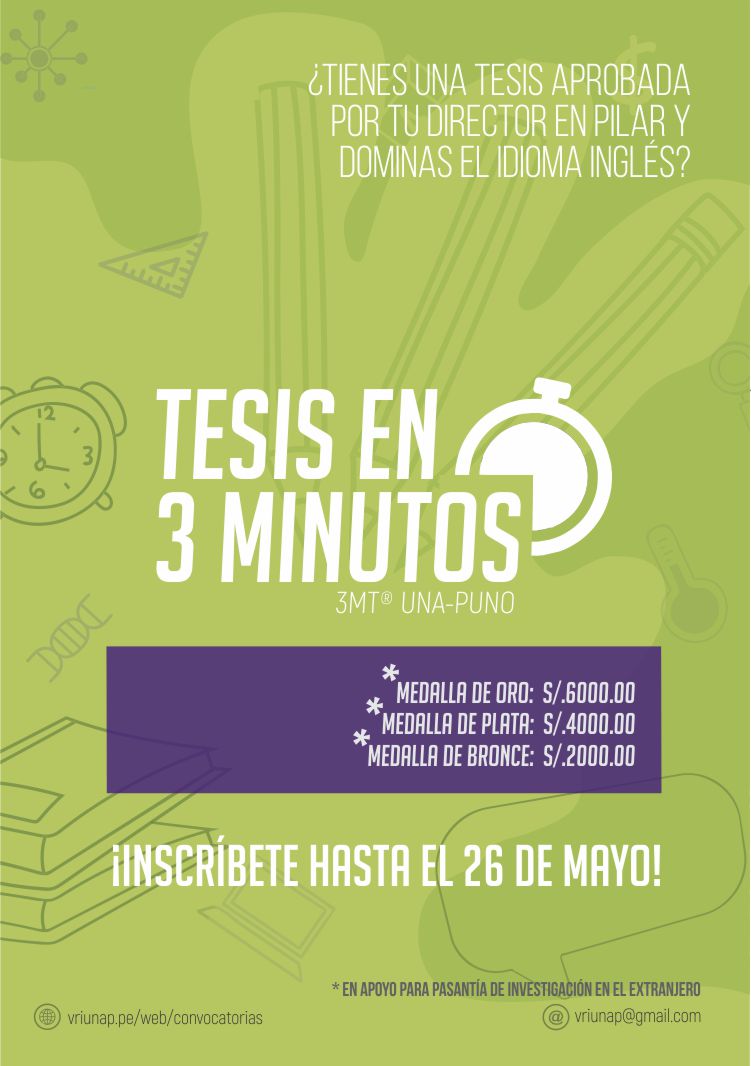 ¿TIENES UNA TESIS APROBADA
POR TU DIRECTOR EN PILAR Y
DOMINAS EL IDIOMA INGLÉS?
12
3
6
TESIS EN
3 MINUTOS
3MT® UNA-PUNO
*MEDALLA DE ORO: S/.6000.00
*MEDALLA DE PLATA: S/.4000.00
*MEDALLA DE BRONCE: S/.2000.00
¡INSCRÍBETE HASTA EL 26 DE MAYO!
* EN APOYO PARA PASANTÍA DE INVESTIGACIÓN EN EL EXTRANJERO
vriunap.pe/web/convocatorias
@ vriunap@gmail.com